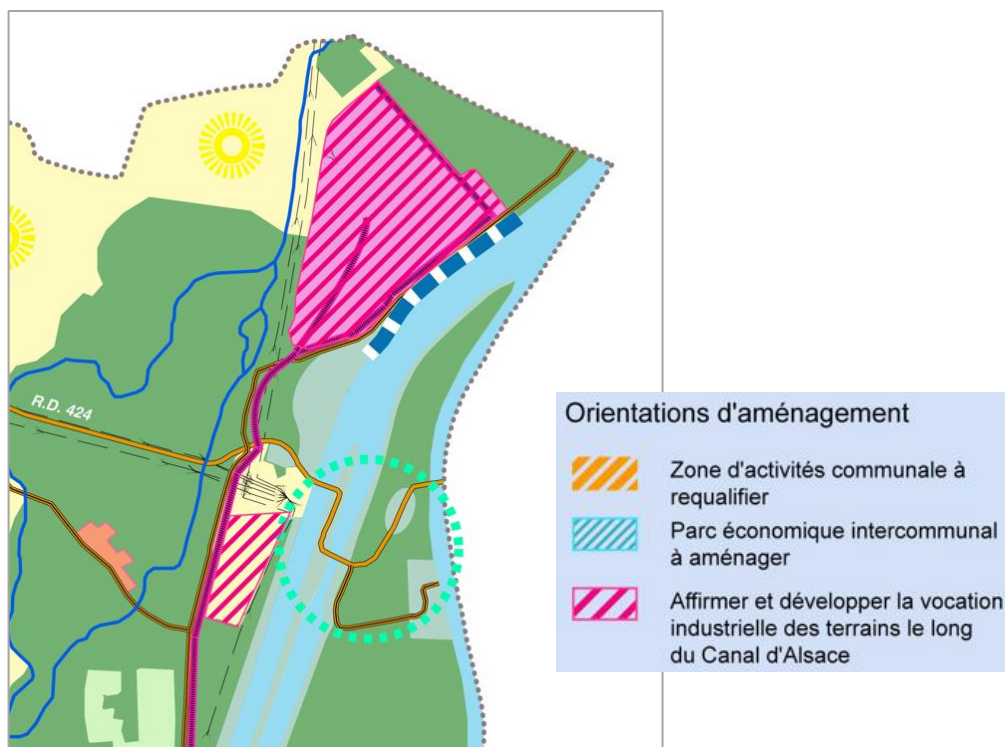 R.D. 424
Orientations d'aménagement
Zone d'activités communale à
requalifier
Parc économique intercommunal
à aménager
Affirmer et développer la vocation
industrielle des terrains le long
du Canal d'Alsace